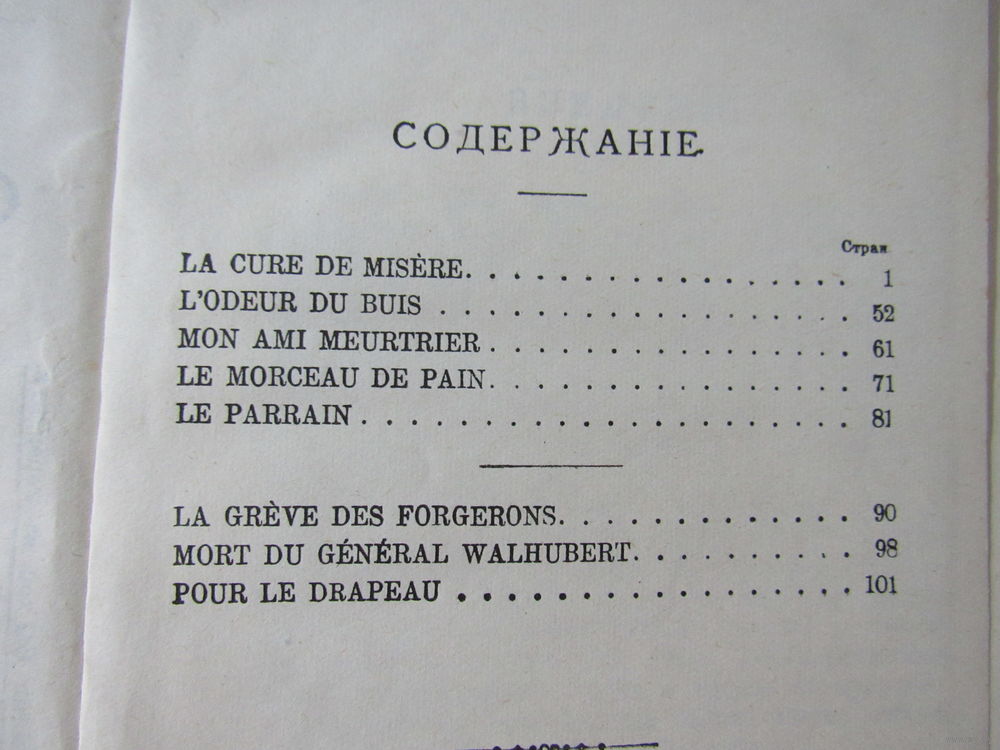 СОДЕРЖАНІЕ.
Стран.
LA CURE DE MISÈRE. . . . . . . . . . . . . . . . 1
L'ODEUR DU BUIS . . . . . . . . . . . . . . . . . 52
MON AMI MEURTRIER . . . . . . . . . . . . . . . 61
LE MORCEAU DE PAIN. . . . . . . . . . . . . . . 71
LE PARRAIN . . . . . . . . . . . . . . . . . . . . 81
LA GRÈVE DES FORGERONS. . . . . . . . . . . . . 90
MORT DU GÉNÉRAL WALHUBERT. . . . . . . . . . 98
POUR LE DRAPEAU . . . . . . . . . . . . . . . . . 101